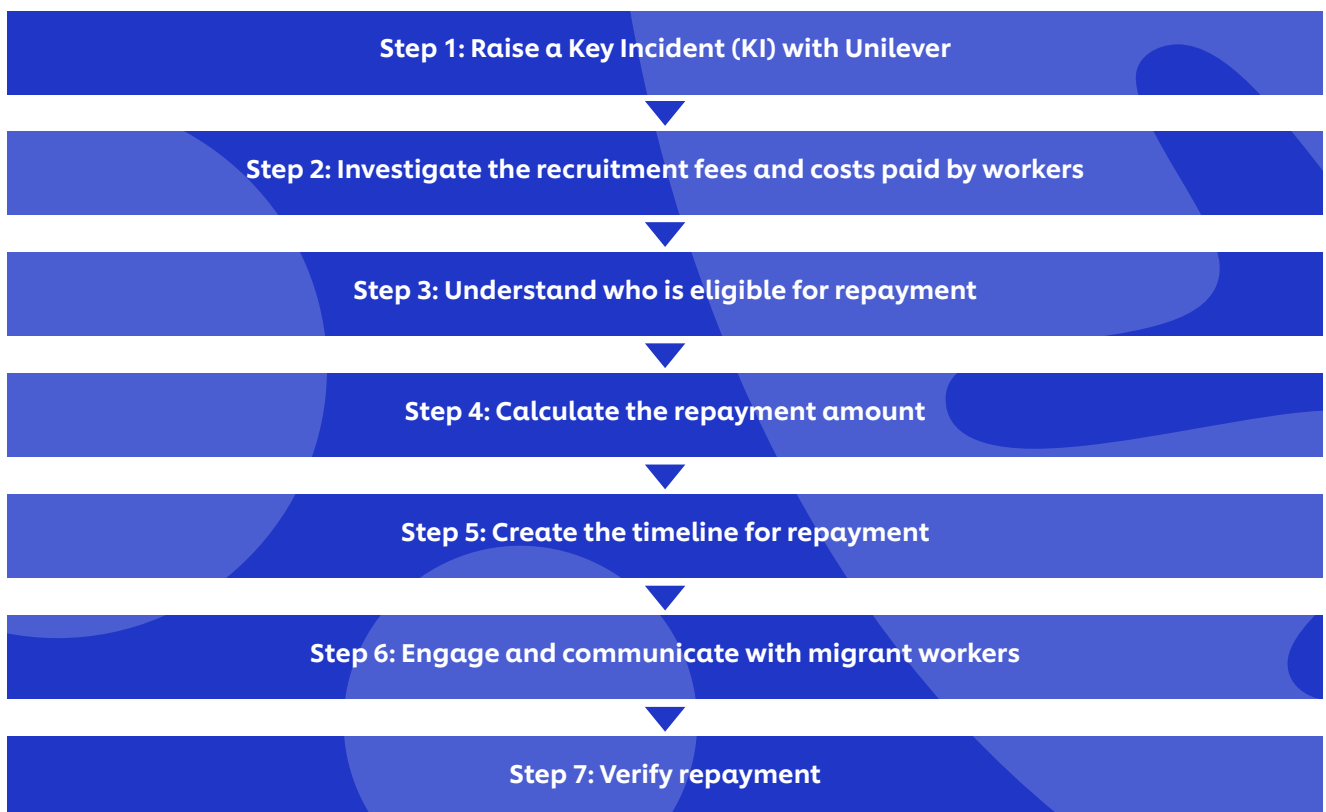 Step 1: Raise a Key Incident (KI) with Unilever
Step 2: Investigate the recruitment fees and costs paid by workers
Step 3: Understand who is eligible for repayment
Step 4: Calculate the repayment amount
Step 5: Create the timeline for repayment
Step 6: Engage and communicate with migrant workers
Step 7: Verify repayment